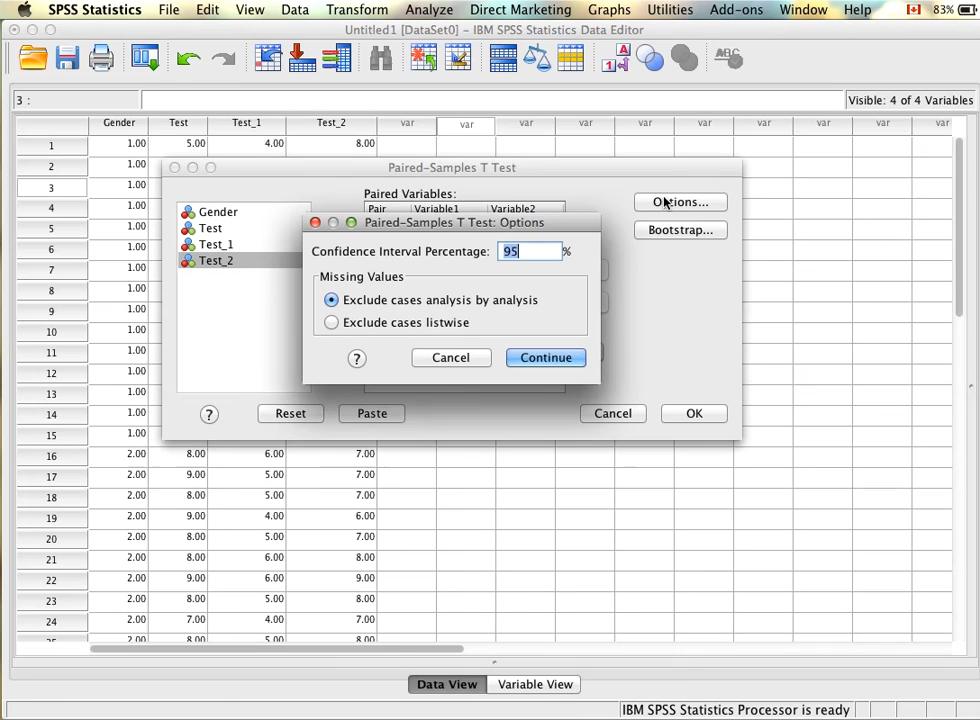 SPSS Statistics File Edit View Data Transform Analyze Direct Marketing Graphs Utilities Add-ons Window Help 83%
Untitled1 [DataSet0] – IBM SPSS Statistics Data Editor
3 : Visible: 4 of 4 Variables
Gender Test Test_1 Test_2 var var var var var var var var var var
1 1.00 5.00 4.00 8.00
2 1.00
Paired-Samples T Test
3 1.00
Paired Variables:
Options...
4 1.00
Pair Variable1 Variable2
Gender
5 1.00
Paired-Samples T Test: Options
Test
Bootstrap...
6 1.00
Test_1
Confidence Interval Percentage: 95 %
7 1.00
Test_2
Missing Values
8 1.00
Exclude cases analysis by analysis
9 1.00
Exclude cases listwise
10 1.00
11 1.00
? Cancel Continue
12 1.00
13 1.00
14 1.00
? Reset Paste Cancel OK
15 1.00
16 2.00 8.00 6.00 7.00
17 2.00 9.00 5.00 7.00
18 2.00 8.00 5.00 7.00
19 2.00 9.00 4.00 6.00
20 2.00 8.00 5.00 7.00
21 2.00 8.00 6.00 8.00
22 2.00 9.00 6.00 9.00
23 2.00 8.00 5.00 8.00
24 2.00 7.00 4.00 7.00
25 2.00 8.00 5.00 8.00
Data View Variable View
IBM SPSS Statistics Processor is ready